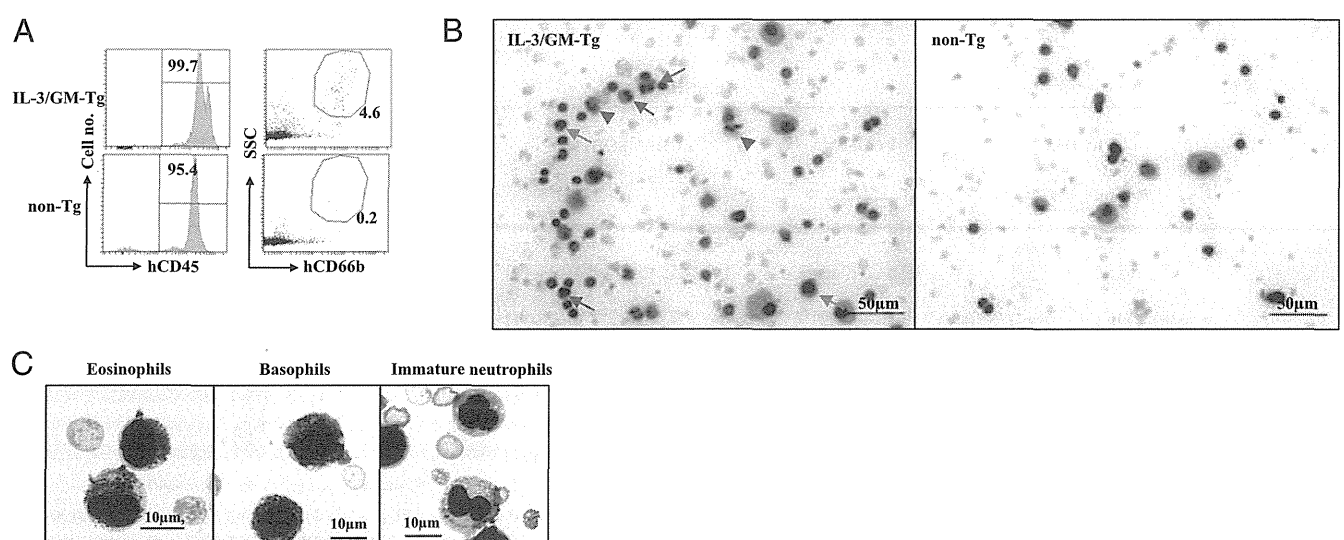 A
99.7
IL-3/GM-Tg
4.6
Cell no.
SSC
95.4
non-Tg
0.2
hCD45
hCD66b
B
IL-3/GM-Tg
non-Tg
50μm
50μm
C
Eosinophils
Basophils
Immature neutrophils
10μm,
10μm
10μm